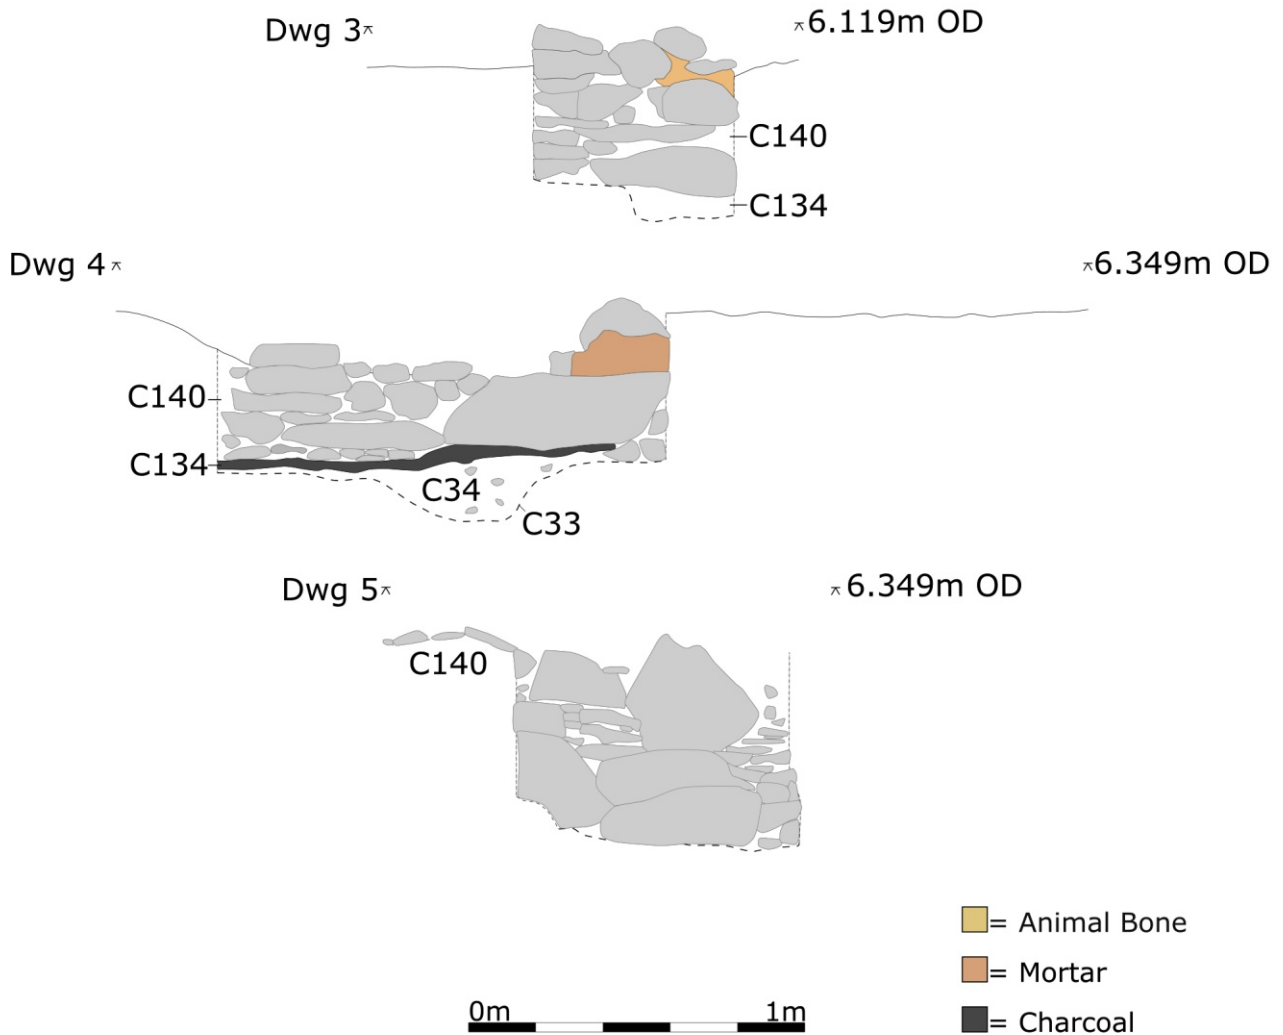 Dwg 3
6.119m OD
C140
C134
Dwg 4
6.349m OD
C140
C134
C34
C33
Dwg 5
6.349m OD
C140
= Animal Bone
= Mortar
= Charcoal
0m 1m